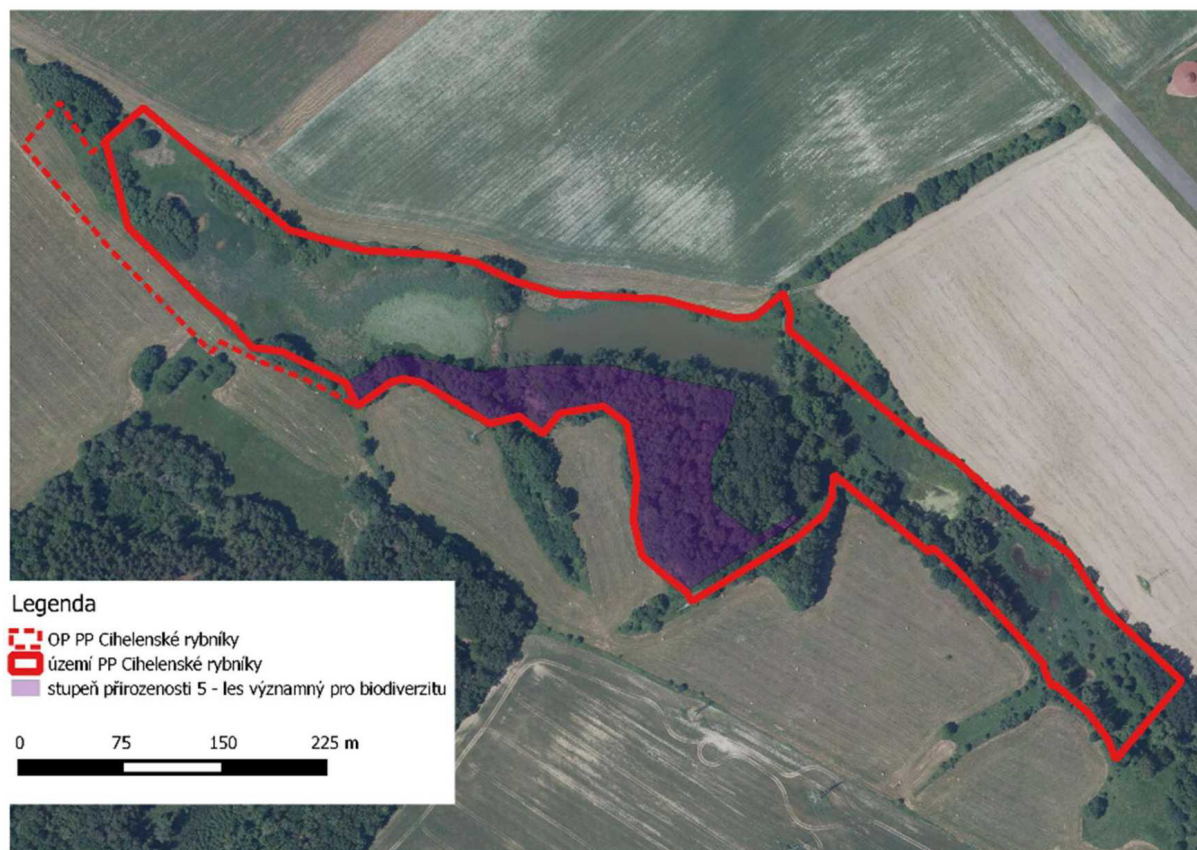 Legenda
OP PP Cihelenské rybníky
území PP Cihelenské rybníky
stupeň přirozenosti 5 - les významný pro biodiverzitu
0 75 150 225 m